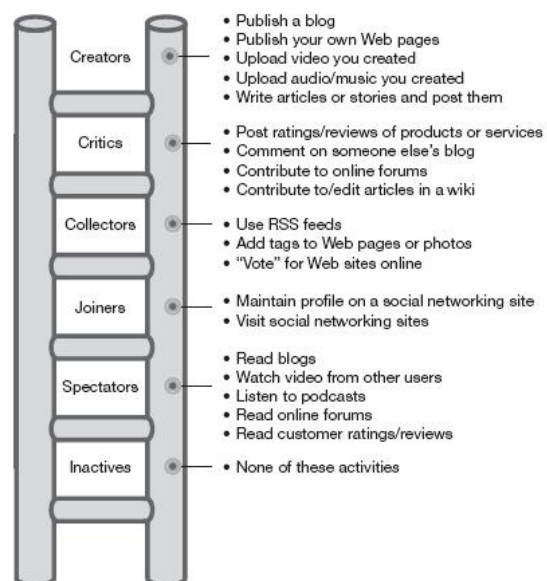 Creators
• Publish a blog
• Publish your own Web pages
• Upload video you created
• Upload audio/music you created
• Write articles or stories and post them
Critics
• Post ratings/reviews of products or services
• Comment on someone else's blog
• Contribute to online forums
• Contribute to/edit articles in a wiki
Collectors
• Use RSS feeds
• Add tags to Web pages or photos
• “Vote” for Web sites online
Joiners
• Maintain profile on a social networking site
• Visit social networking sites
Spectators
• Read blogs
• Watch video from other users
• Listen to podcasts
• Read online forums
• Read customer ratings/reviews
Inactives
• None of these activities